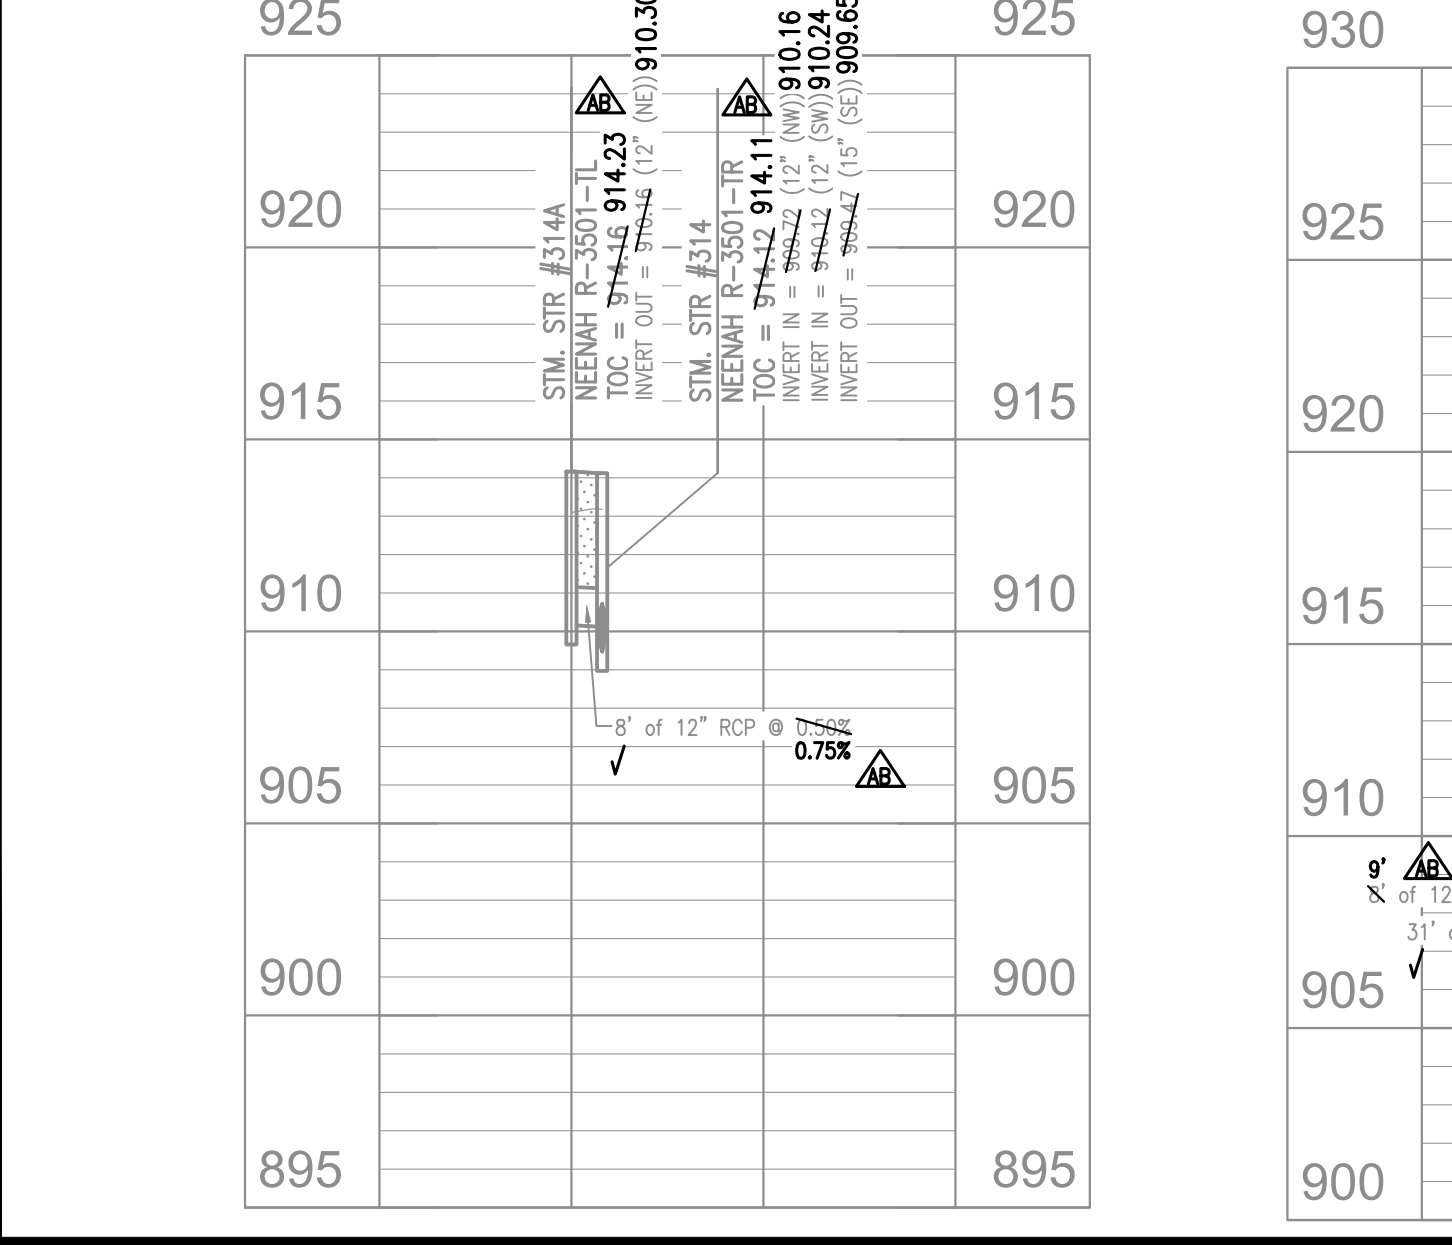 925
925
930
920
920
925
915
915
920
910
910
915
905
905
910
900
900
905
895
895
900
AB
STM. STR #314A
NEENAH R-3501-TL
TOC = 914.16 914.23
INVERT OUT = 910.16 (12" (NE)) 910.30
AB
STM. STR #314
NEENAH R-3501-TR
TOC = 914.12 914.11
INVERT IN = 909.72 (12" (NW)) 910.16
INVERT IN = 910.12 (12" (SW)) 910.24
INVERT OUT = 909.47 (15" (SE)) 909.65
8' of 12" RCP @ 0.50%
0.75%
AB
9'
AB
8' of 12
31'